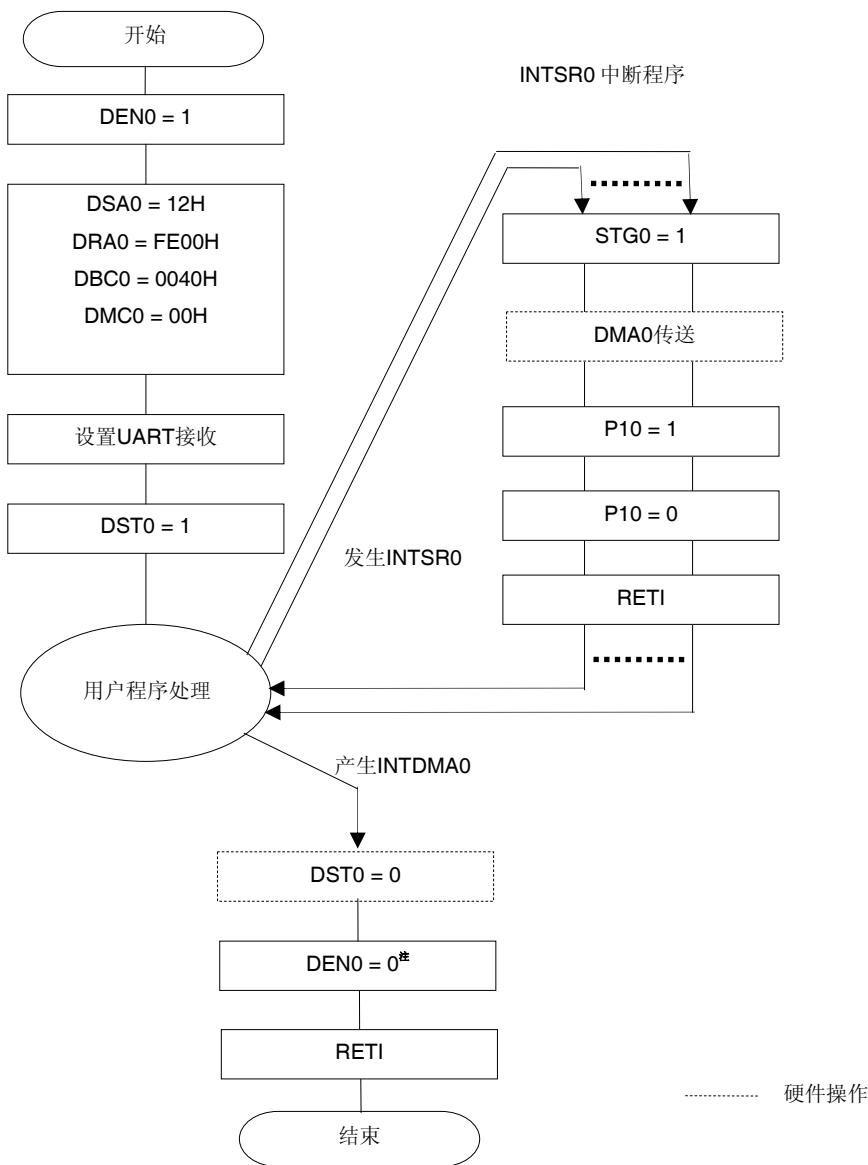 开始
DEN0 = 1
DSA0 = 12H
DRA0 = FE00H
DBC0 = 0040H
DMC0 = 00H
设置UART接收
DST0 = 1
用户程序处理
INTSR0 中断程序
STG0 = 1
DMA0传送
P10 = 1
P10 = 0
RETI
发生INTSR0
产生INTDMA0
DST0 = 0
DEN0 = 0注
RETI
结束
硬件操作